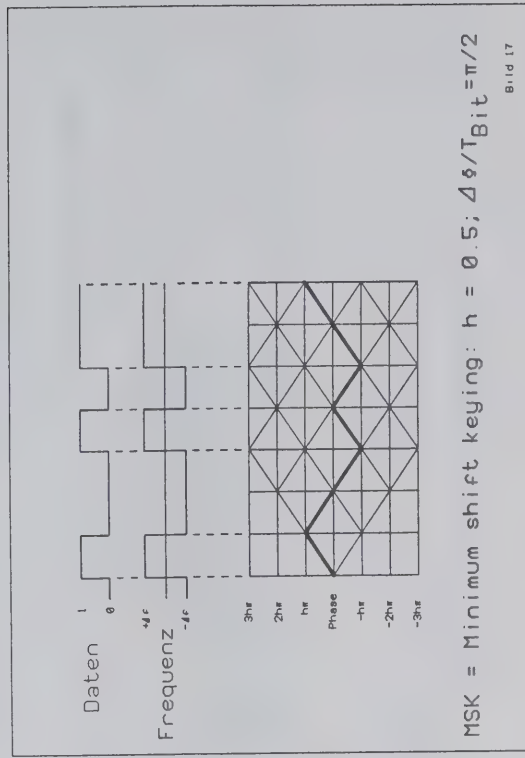 Daten
1
0
Frequenz
+Δf
-Δf
3hπ
2hπ
hπ
Phase
-hπ
-2hπ
-3hπ
MSK = Minimum shift keying: h = 0.5; Δϕ/T_Bit = π/2
Bild 17